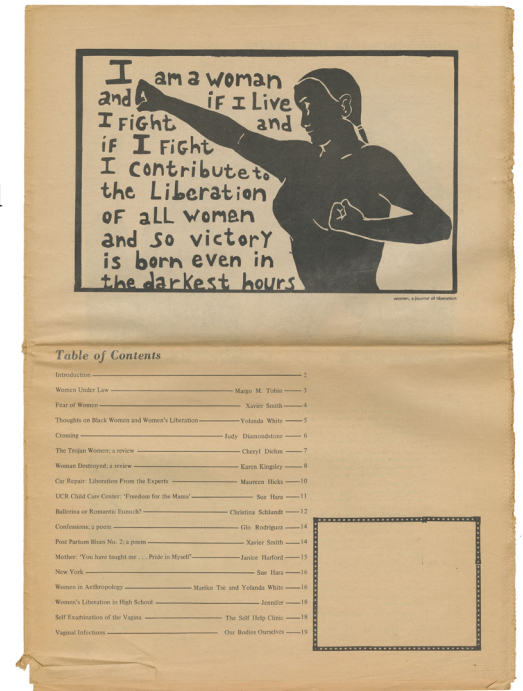 I am a woman
and if I Live
I Fight and
if I Fight
I contribute to
the Liberation
of all women
and so victory
is born even in
the darkest hours
women, a journal of liberation
Table of Contents
Introduction 2
Women Under Law Margo M. Tobin 3
Fear of Women Xavier Smith 4
Thoughts on Black Women and Women's Liberation Yolanda White 5
Crossing Judy Diamondstone 6
The Trojan Women; a review Cheryl Diehm 7
Woman Destroyed; a review Karen Kingsley 8
Car Repair: Liberation From the Experts Maureen Hicks 10
UCR Child Care Center: 'Freedom for the Mama' Sue Hara 11
Ballerina or Romantic Eunuch? Christina Schlundt 12
Confessions; a poem Glo Rodriguz 14
Post Partum Blues No. 2; a poem Xavier Smith 14
Mother: "You have taught me . . . Pride in Myself" Janice Harford 15
New York Sue Hara 16
Women in Anthropology Mariko Tse and Yolanda White 16
Women's Liberation in High School Jennifer 18
Self Examination of the Vagina The Self Help Clinic 18
Vaginal Infections Our Bodies Ourselves 19